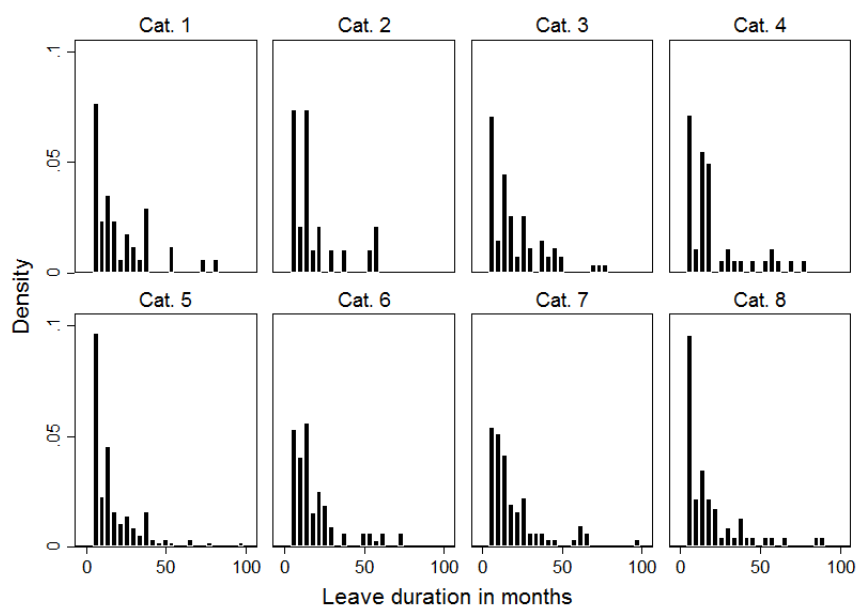 Cat. 1 Cat. 2 Cat. 3 Cat. 4
.1
.05
0
Cat. 5 Cat. 6 Cat. 7 Cat. 8
.1
.05
0
Density
0 50 100 0 50 100 0 50 100 0 50 100
Leave duration in months